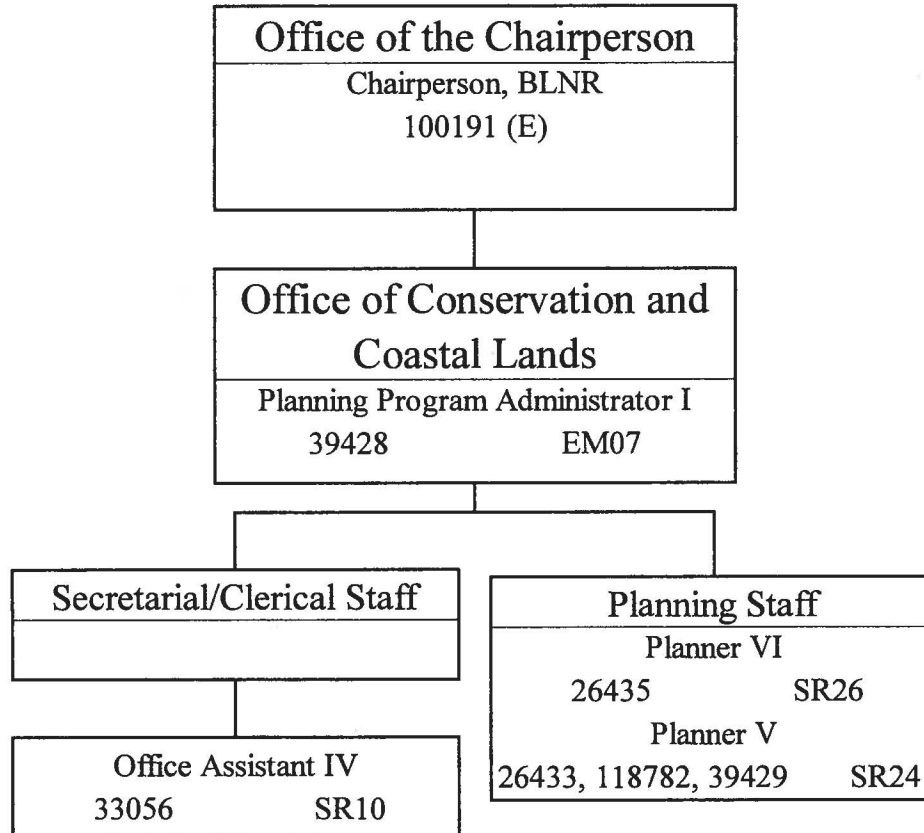 Office of the Chairperson
Chairperson, BLNR
100191 (E)
Office of Conservation and
Coastal Lands
Planning Program Administrator I
39428 EM07
Secretarial/Clerical Staff
Office Assistant IV
33056 SR10
Planning Staff
Planner VI
26435 SR26
Planner V
26433, 118782, 39429 SR24